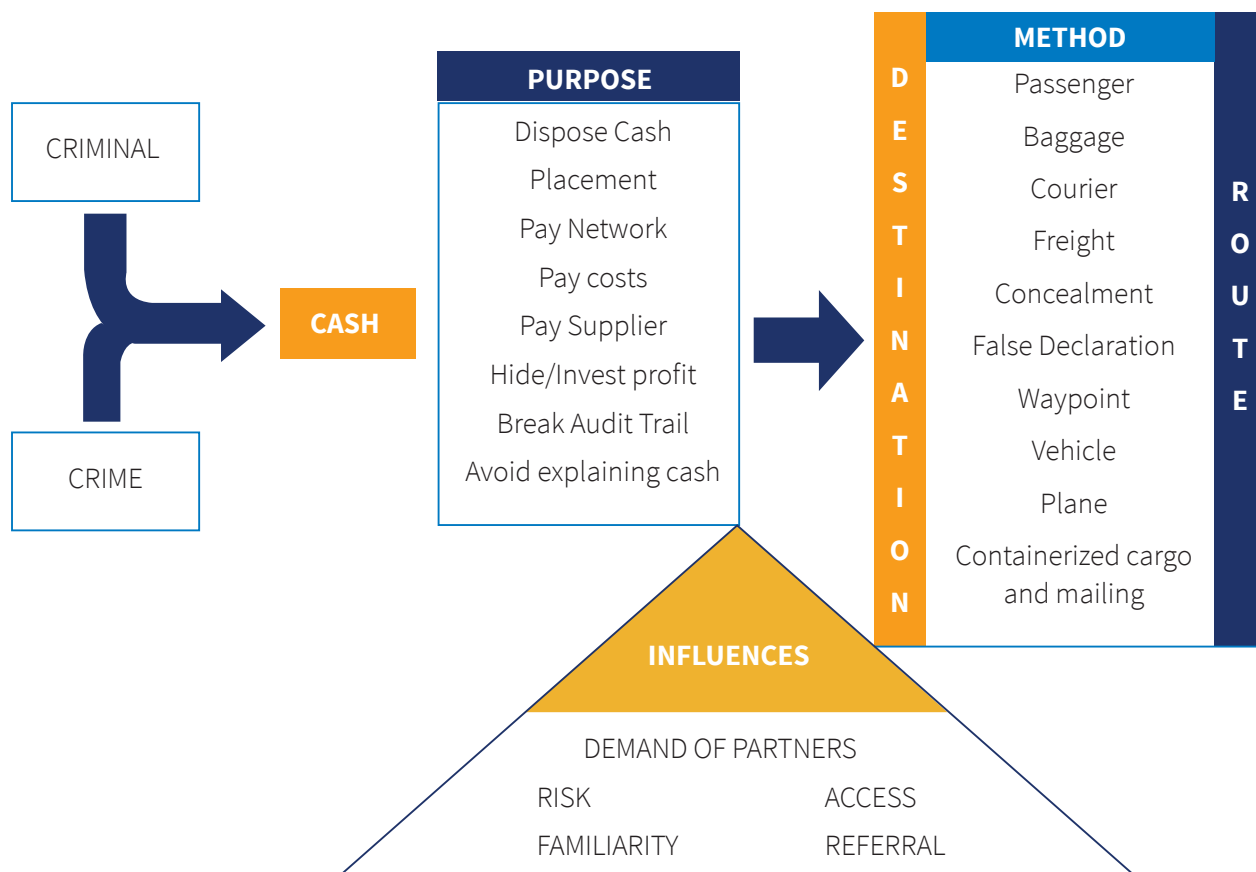 CRIMINAL
CRIME
CASH
PURPOSE
Dispose Cash
Placement
Pay Network
Pay costs
Pay Supplier
Hide/Invest profit
Break Audit Trail
Avoid explaining cash
DESTINATION
METHOD
Passenger
Baggage
Courier
Freight
Concealment
False Declaration
Waypoint
Vehicle
Plane
Containerized cargo
and mailing
ROUTE
INFLUENCES
DEMAND OF PARTNERS
RISK ACCESS
FAMILIARITY REFERRAL